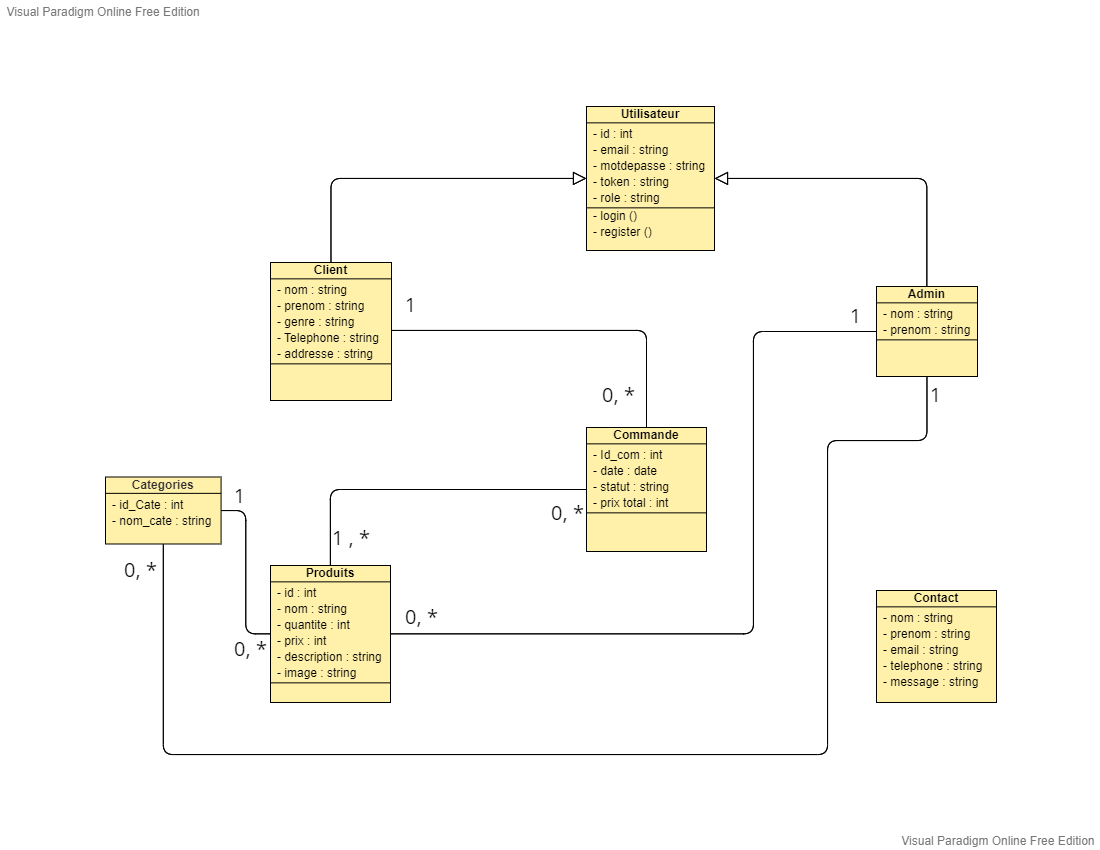 Visual Paradigm Online Free Edition
Utilisateur
- id : int
- email : string
- motdepasse : string
- token : string
- role : string
- login ()
- register ()
Client
- nom : string
- prenom : string
- genre : string
- Telephone : string
- addresse : string
1
0, *
Admin
- nom : string
- prenom : string
1
1
Commande
- Id_com : int
- date : date
- statut : string
- prix total : int
0, *
1 , *
Categories
- id_Cate : int
- nom_cate : string
1
0, *
0, *
Produits
- id : int
- nom : string
- quantite : int
- prix : int
- description : string
- image : string
0, *
Contact
- nom : string
- prenom : string
- email : string
- telephone : string
- message : string
Visual Paradigm Online Free Edition